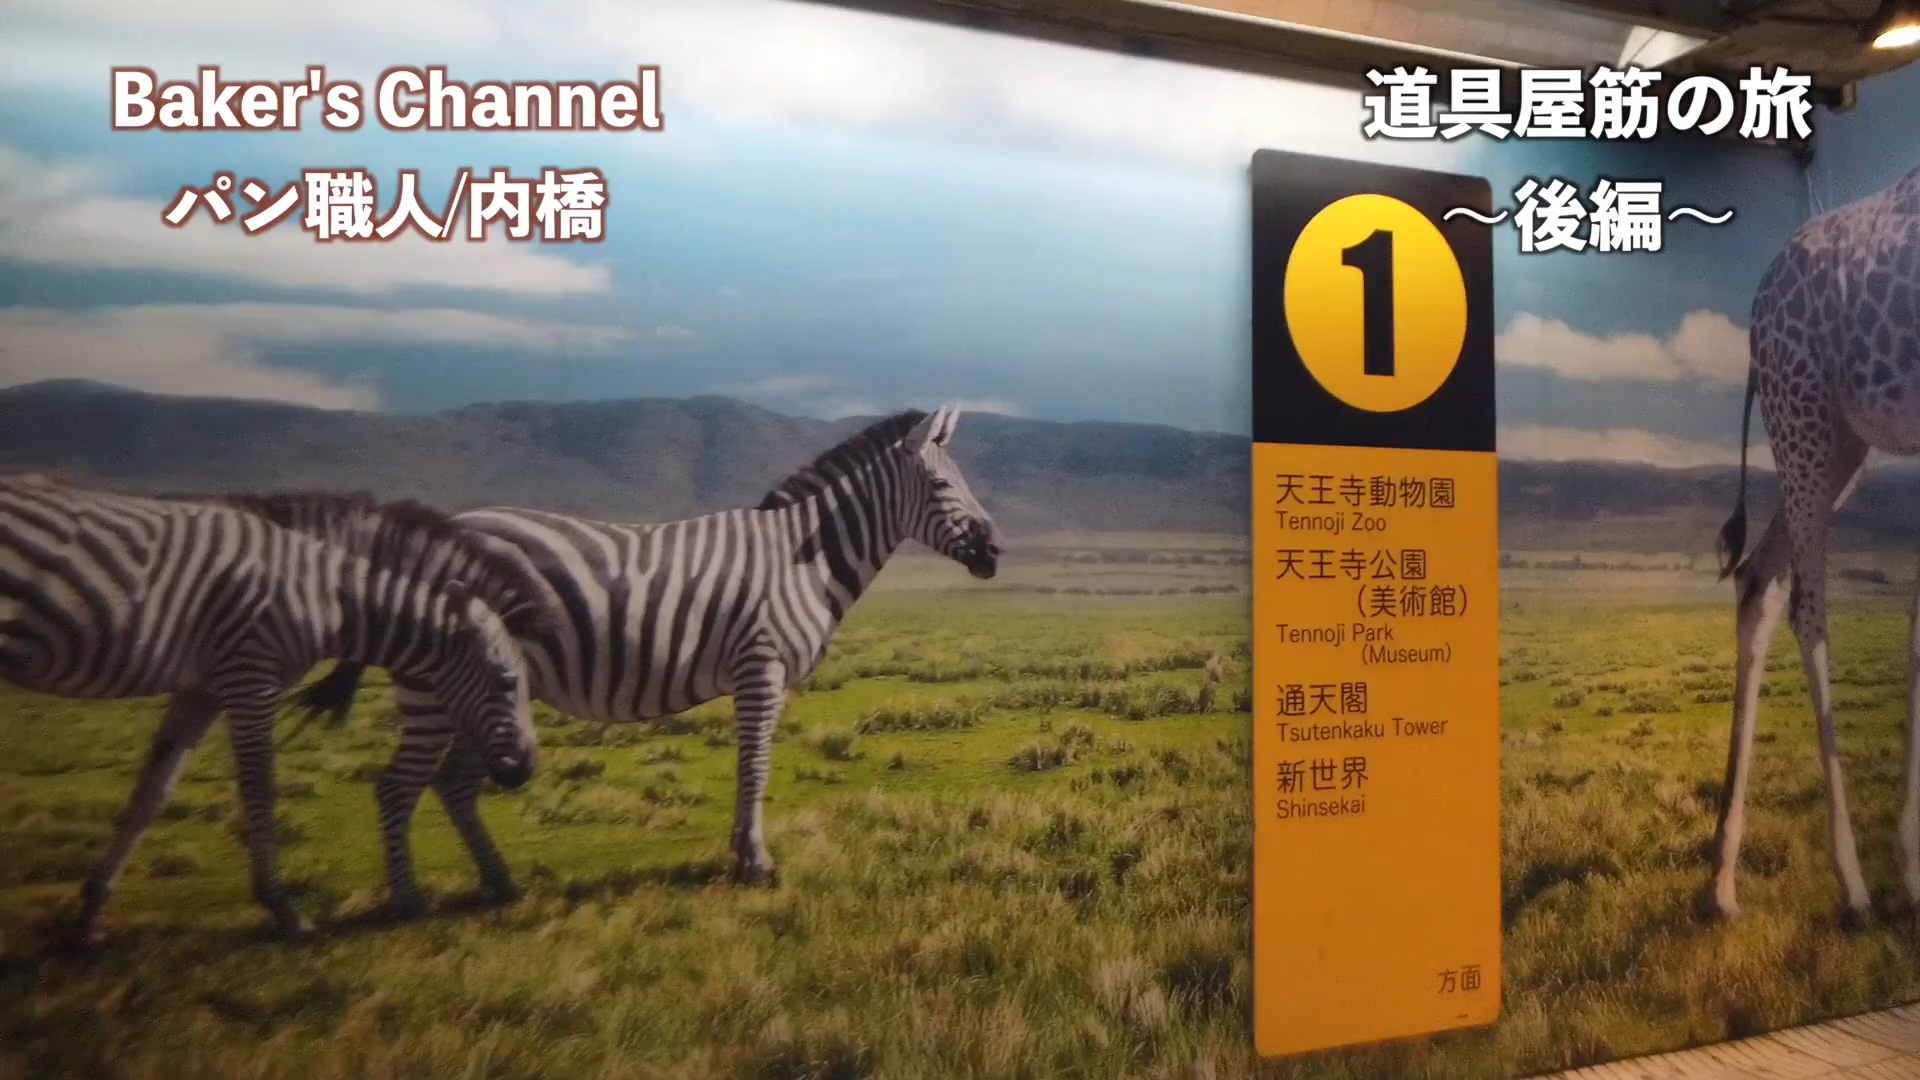 Baker's Channel
パン職人/内橋
道具屋筋の旅
～後編～
1
天王寺動物園
Tennoji Zoo
天王寺公園
（美術館）
Tennoji Park
(Museum)
通天閣
Tsutenkaku Tower
新世界
Shinsekai
方面